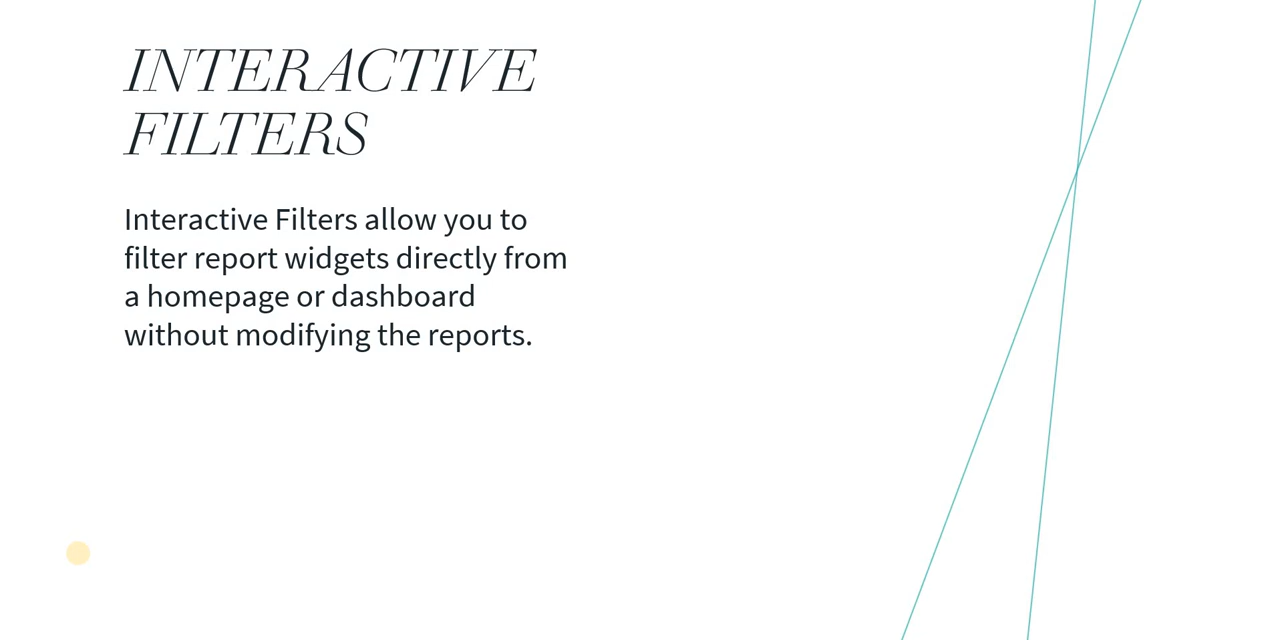 INTERACTIVE
FILTERS
Interactive Filters allow you to
filter report widgets directly from
a homepage or dashboard
without modifying the reports.